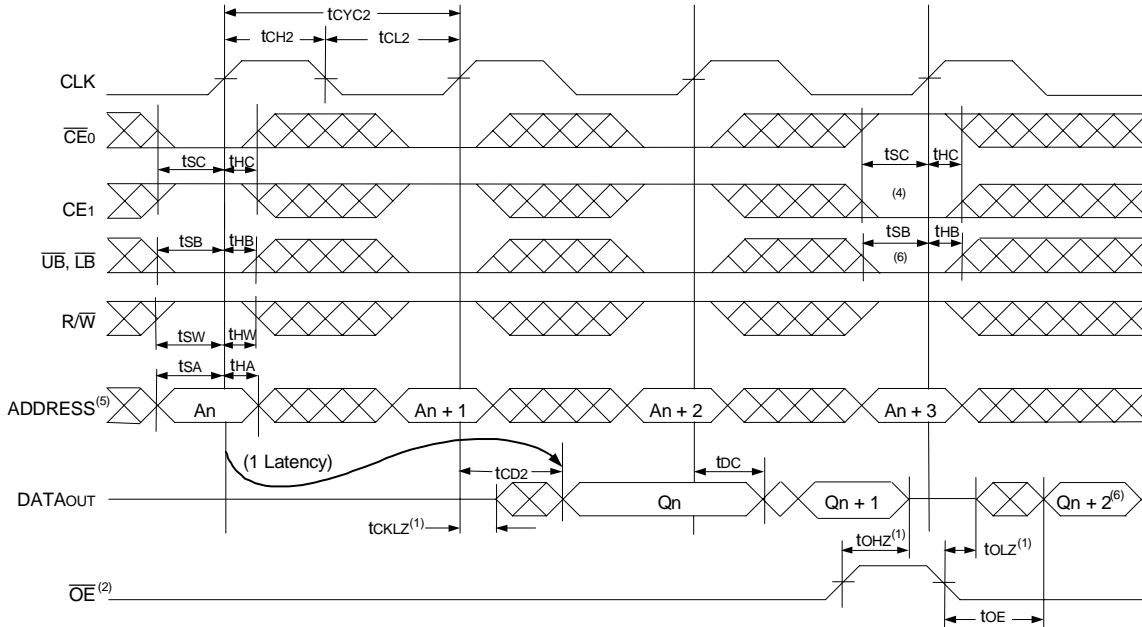 tCYC2
tCH2 tCL2
CLK
CE0
tSC tHC tSC tHC
(4)
CE1
tSB tHB tSB tHB
(6)
UB, LB
R/W
tSW tHW
tSA tHA
ADDRESS(5) An An + 1 An + 2 An + 3
(1 Latency)
tCD2 tDC
DATAOUT Qn Qn + 1 Qn + 2(6)
tCKLZ(1)
tOHZ(1) tOLZ(1)
OE(2)
tOE